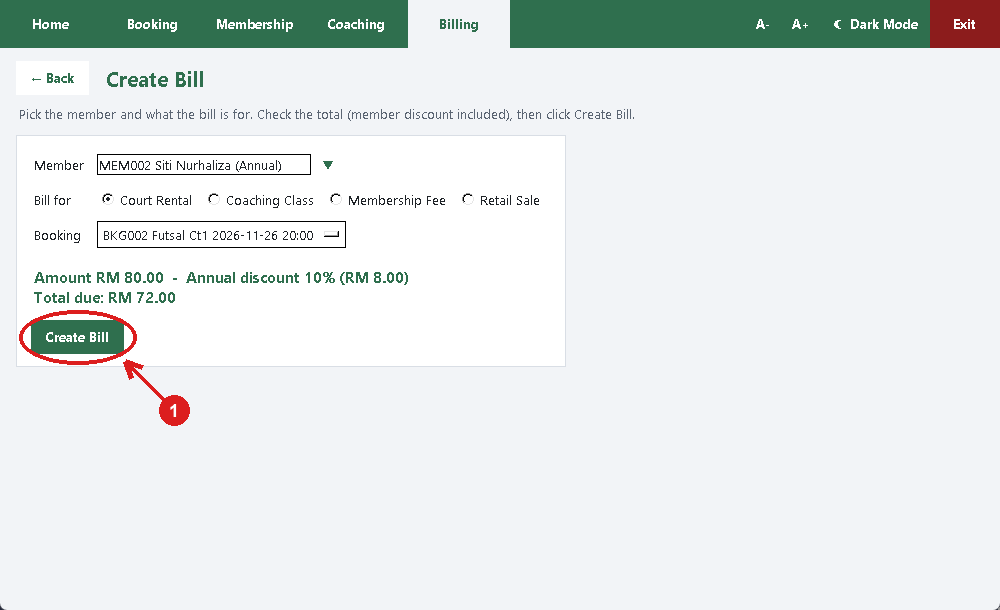 Home Booking Membership Coaching Billing A- A+ ☾ Dark Mode Exit
← Back Create Bill
Pick the member and what the bill is for. Check the total (member discount included), then click Create Bill.
Member MEM002 Siti Nurhaliza (Annual) ▼
Bill for Court Rental Coaching Class Membership Fee Retail Sale
Booking BKG002 Futsal Ct1 2026-11-26 20:00
Amount RM 80.00 - Annual discount 10% (RM 8.00)
Total due: RM 72.00
Create Bill
1